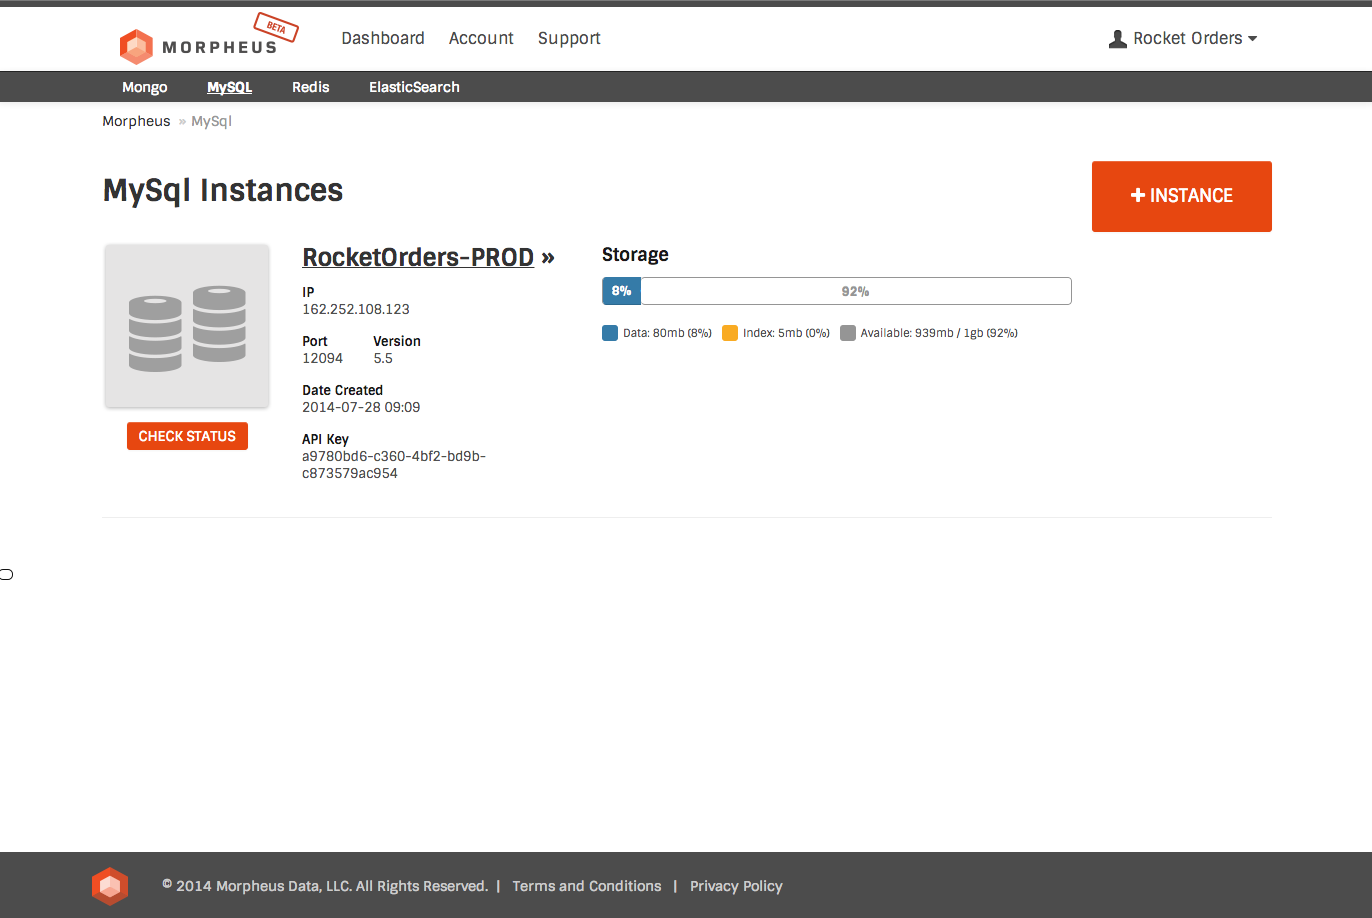 MORPHEUS
BETA
Dashboard Account Support
Rocket Orders
Mongo MySQL Redis ElasticSearch
Morpheus » MySql
MySql Instances
+ INSTANCE
RocketOrders-PROD »
IP
162.252.108.123
Port Version
12094 5.5
Date Created
2014-07-28 09:09
API Key
a9780bd6-c360-4bf2-bd9b-
c873579ac954
CHECK STATUS
Storage
8% 92%
Data: 80mb (8%) Index: 5mb (0%) Available: 939mb / 1gb (92%)
© 2014 Morpheus Data, LLC. All Rights Reserved. | Terms and Conditions | Privacy Policy